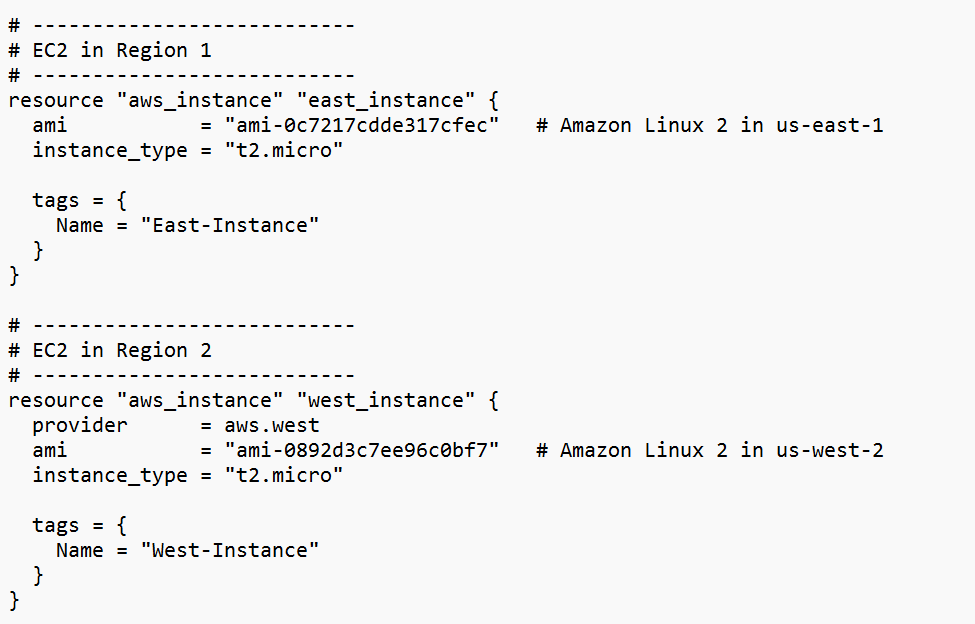 # ---------------------------
# EC2 in Region 1
# ---------------------------
resource "aws_instance" "east_instance" {
  ami           = "ami-0c7217cdde317cfec"   # Amazon Linux 2 in us-east-1
  instance_type = "t2.micro"

  tags = {
    Name = "East-Instance"
  }
}

# ---------------------------
# EC2 in Region 2
# ---------------------------
resource "aws_instance" "west_instance" {
  provider      = aws.west
  ami           = "ami-0892d3c7ee96c0bf7"   # Amazon Linux 2 in us-west-2
  instance_type = "t2.micro"

  tags = {
    Name = "West-Instance"
  }
}